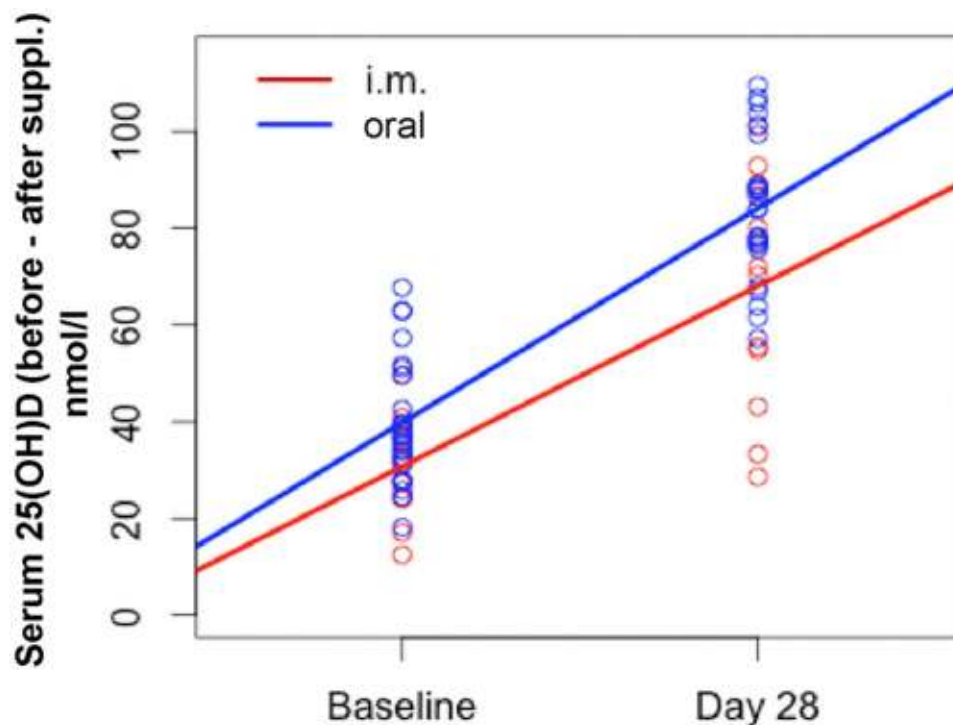 Serum 25(OH)D (before - after suppl.)
nmol/l
i.m.
oral
100
80
60
40
20
0
Baseline
Day 28